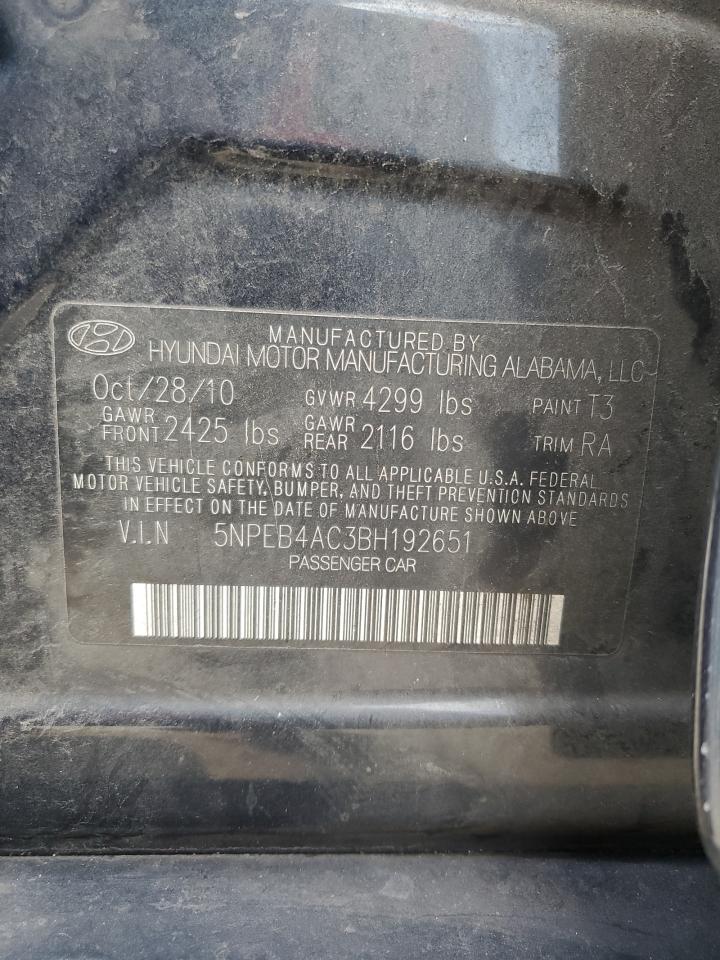 MANUFACTURED BY
HYUNDAI MOTOR MANUFACTURING ALABAMA, LLC
Oct/28/10 GVWR 4299 lbs PAINT T3
GAWR FRONT 2425 lbs GAWR REAR 2116 lbs TRIM RA
THIS VEHICLE CONFORMS TO ALL APPLICABLE U.S.A. FEDERAL
MOTOR VEHICLE SAFETY, BUMPER, AND THEFT PREVENTION STANDARDS
IN EFFECT ON THE DATE OF MANUFACTURE SHOWN ABOVE
V.I.N 5NPEB4AC3BH192651
PASSENGER CAR